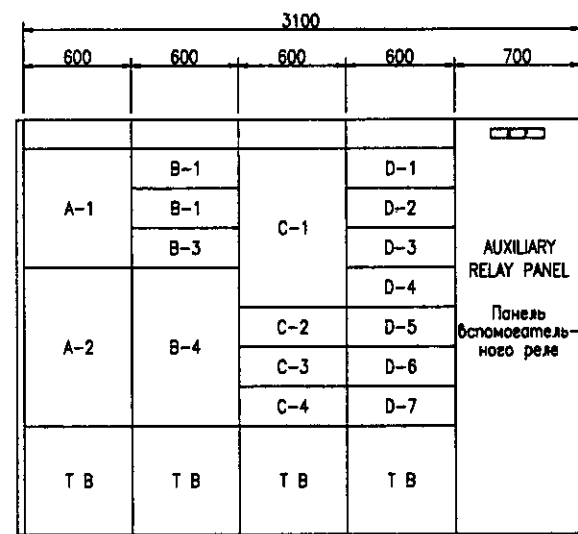 3100
600 600 600 600 700
B-1 D-1
A-1 B-1 C-1 D-2
B-3 D-3
AUXILIARY
RELAY PANEL
D-4
Панель
вспомогатель-
ного реле
A-2 B-4 C-2 D-5
C-3 D-6
C-4 D-7
T B T B T B T B